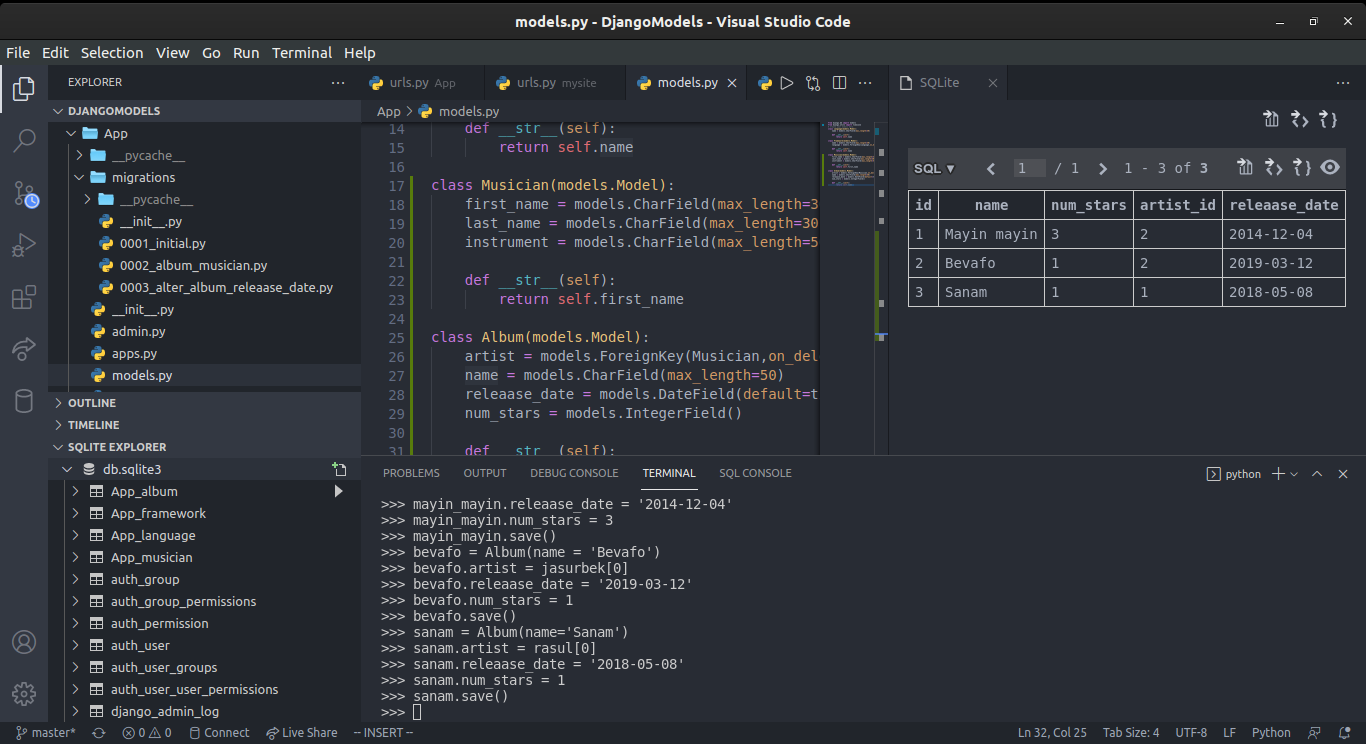 models.py - DjangoModels - Visual Studio Code
File Edit Selection View Go Run Terminal Help
EXPLORER
DJANGOMODELS
App
__pycache__
migrations
__pycache__
__init__.py
0001_initial.py
0002_album_musician.py
0003_alter_album_releaase_date.py
__init__.py
admin.py
apps.py
models.py
OUTLINE
TIMELINE
SQLITE EXPLORER
db.sqlite3
App_album
App_framework
App_language
App_musician
auth_group
auth_group_permissions
auth_permission
auth_user
auth_user_groups
auth_user_user_permissions
django_admin_log
urls.py App urls.py mysite models.py
App > models.py
14 def __str__(self):
15 return self.name
16
17 class Musician(models.Model):
18 first_name = models.CharField(max_length=3
19 last_name = models.CharField(max_length=30
20 instrument = models.CharField(max_length=5
21
22 def __str__(self):
23 return self.first_name
24
25 class Album(models.Model):
26 artist = models.ForeignKey(Musician,on_del
27 name = models.CharField(max_length=50)
28 releaase_date = models.DateField(default=t
29 num_stars = models.IntegerField()
30
31 def __str__(self):
SQLite
SQL ▼ 1 / 1 1 - 3 of 3
id name num_stars artist_id releaase_date
1 Mayin mayin 3 2 2014-12-04
2 Bevafo 1 2 2019-03-12
3 Sanam 1 1 2018-05-08
PROBLEMS OUTPUT DEBUG CONSOLE TERMINAL SQL CONSOLE
python
>>> mayin_mayin.releaase_date = '2014-12-04'
>>> mayin_mayin.num_stars = 3
>>> mayin_mayin.save()
>>> bevafo = Album(name = 'Bevafo')
>>> bevafo.artist = jasurbek[0]
>>> bevafo.releaase_date = '2019-03-12'
>>> bevafo.num_stars = 1
>>> bevafo.save()
>>> sanam = Album(name='Sanam')
>>> sanam.artist = rasul[0]
>>> sanam.releaase_date = '2018-05-08'
>>> sanam.num_stars = 1
>>> sanam.save()
>>>
master* 0 0 Connect Live Share -- INSERT -- Ln 32, Col 25 Tab Size: 4 UTF-8 LF Python